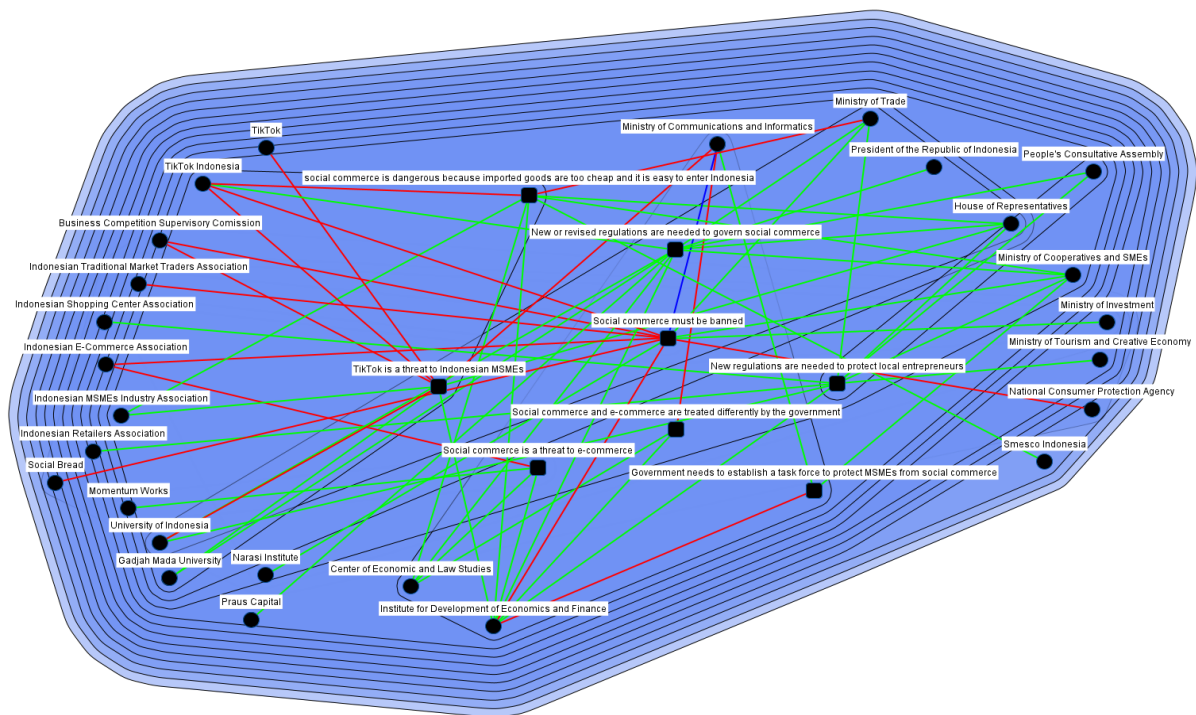 Ministry of Trade
TikTok
Ministry of Communications and Informatics
President of the Republic of Indonesia
People's Consultative Assembly
TikTok Indonesia
social commerce is dangerous because imported goods are too cheap and it is easy to enter Indonesia
House of Representatives
Business Competition Supervisory Comission
New or revised regulations are needed to govern social commerce
Ministry of Cooperatives and SMEs
Indonesian Traditional Market Traders Association
Indonesian Shopping Center Association
Ministry of Investment
Social commerce must be banned
Ministry of Tourism and Creative Economy
Indonesian E-Commerce Association
TikTok is a threat to Indonesian MSMEs
New regulations are needed to protect local entrepreneurs
National Consumer Protection Agency
Indonesian MSMEs Industry Association
Social commerce and e-commerce are treated differently by the government
Indonesian Retailers Association
Smesco Indonesia
Social commerce is a threat to e-commerce
Social Bread
Government needs to establish a task force to protect MSMEs from social commerce
Momentum Works
University of Indonesia
Gadjah Mada University
Narasi Institute
Center of Economic and Law Studies
Praus Capital
Institute for Development of Economics and Finance